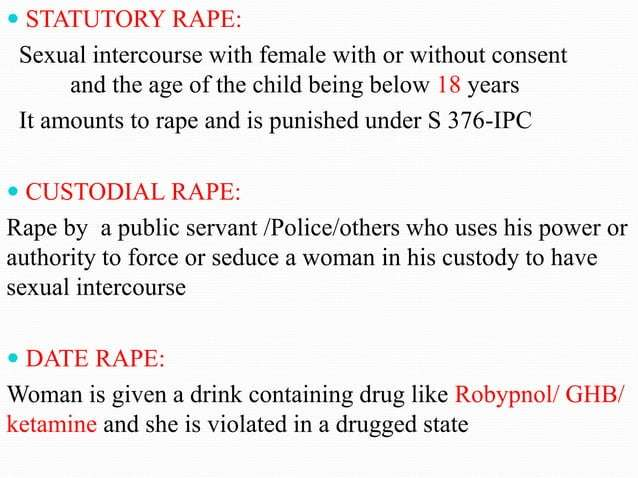 • STATUTORY RAPE:
Sexual intercourse with female with or without consent
and the age of the child being below 18 years
It amounts to rape and is punished under S 376-IPC
• CUSTODIAL RAPE:
Rape by a public servant /Police/others who uses his power or
authority to force or seduce a woman in his custody to have
sexual intercourse
• DATE RAPE:
Woman is given a drink containing drug like Robypnol/ GHB/
ketamine and she is violated in a drugged state